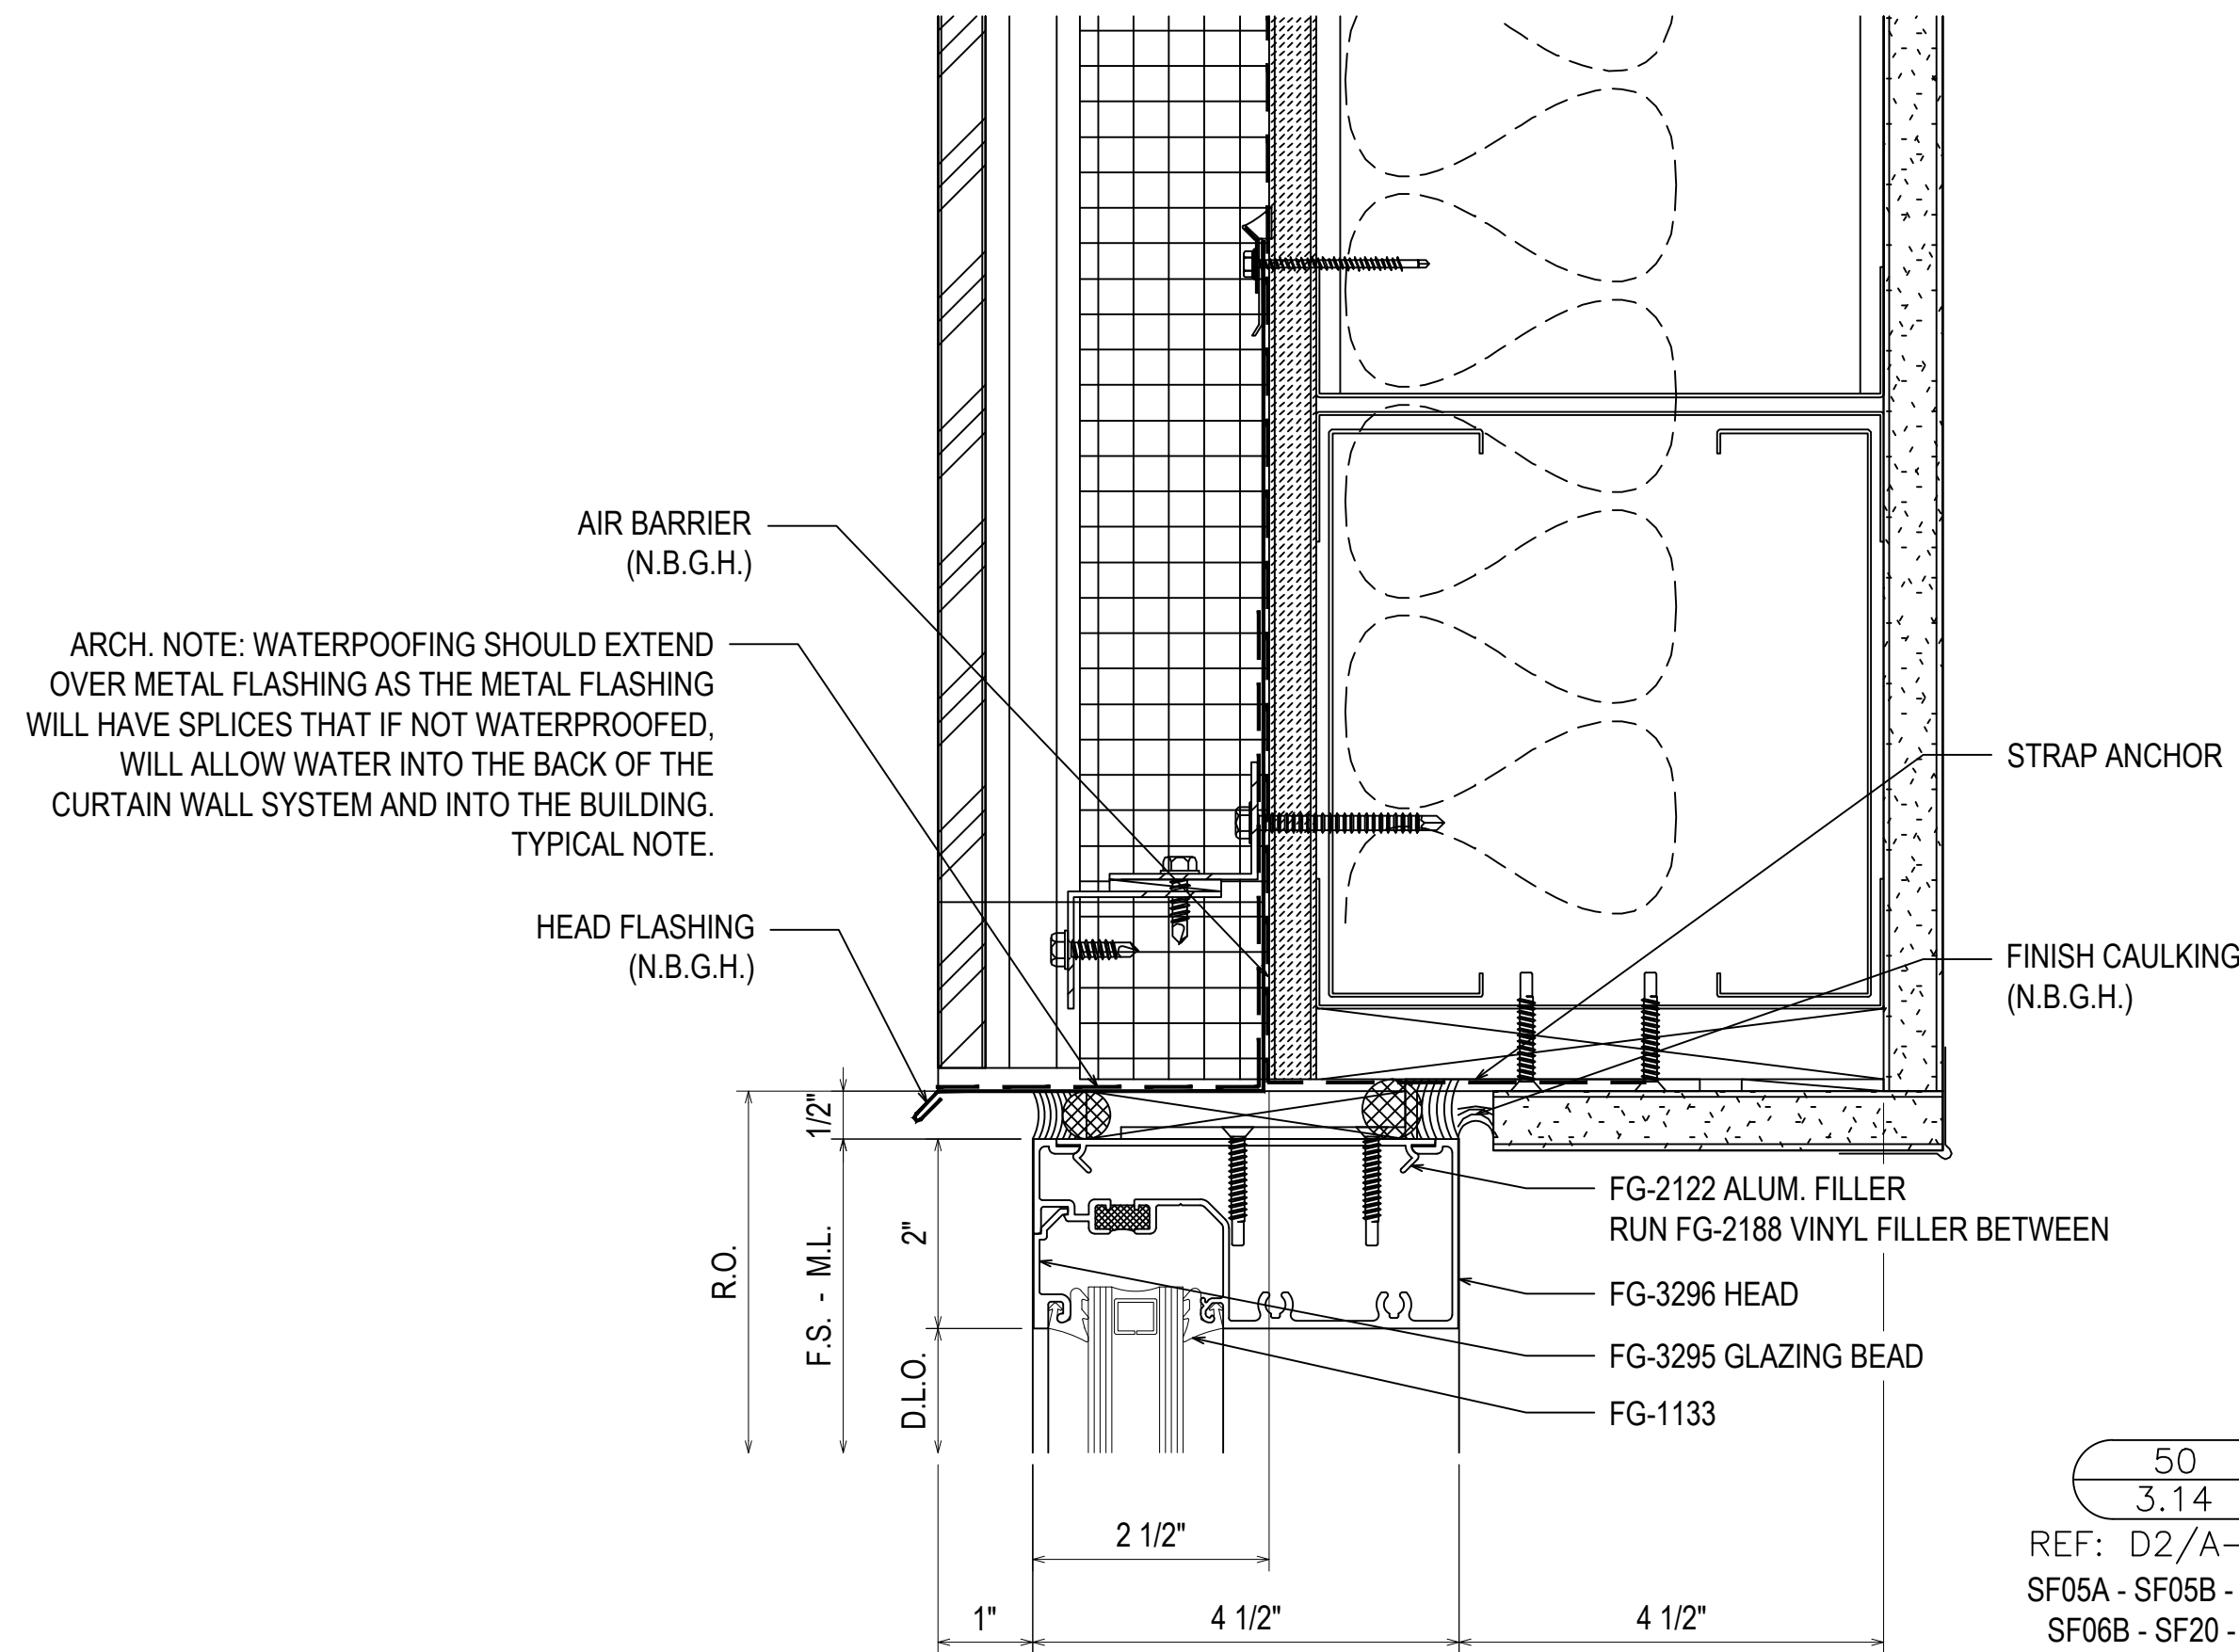 AIR BARRIER
(N.B.G.H.)
ARCH. NOTE: WATERPOOFING SHOULD EXTEND
OVER METAL FLASHING AS THE METAL FLASHING
WILL HAVE SPLICES THAT IF NOT WATERPROOFED,
WILL ALLOW WATER INTO THE BACK OF THE
CURTAIN WALL SYSTEM AND INTO THE BUILDING.
TYPICAL NOTE.
HEAD FLASHING
(N.B.G.H.)
STRAP ANCHOR
FINISH CAULKING
(N.B.G.H.)
FG-2122 ALUM. FILLER
RUN FG-2188 VINYL FILLER BETWEEN
FG-3296 HEAD
FG-3295 GLAZING BEAD
FG-1133
R.O.
F.S. - M.L.
1/2"
2"
D.L.O.
2 1/2"
1"
4 1/2"
4 1/2"
50
3.14
REF: D2/A-
SF05A - SF05B -
SF06B - SF20 -